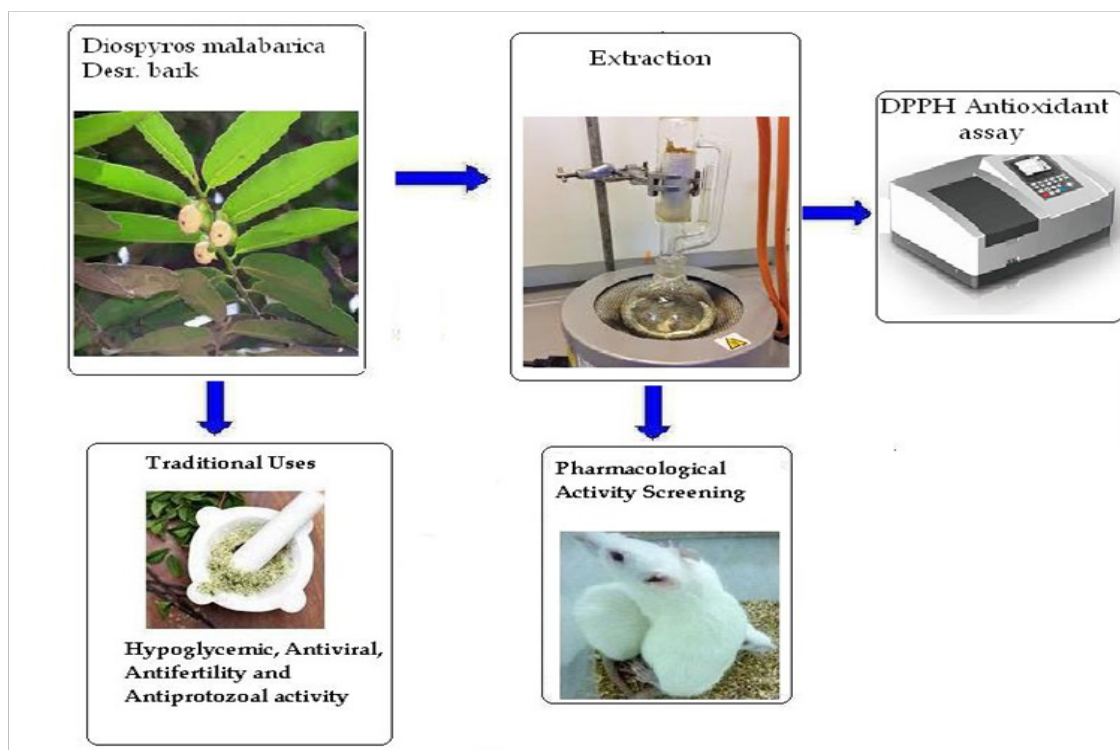 Diospyros malabarica
Desr. bark
Extraction
DPPH Antioxidant
assay
Traditional Uses
Hypoglycemic, Antiviral,
Antifertility and
Antiprotozoal activity
Pharmacological
Activity Screening